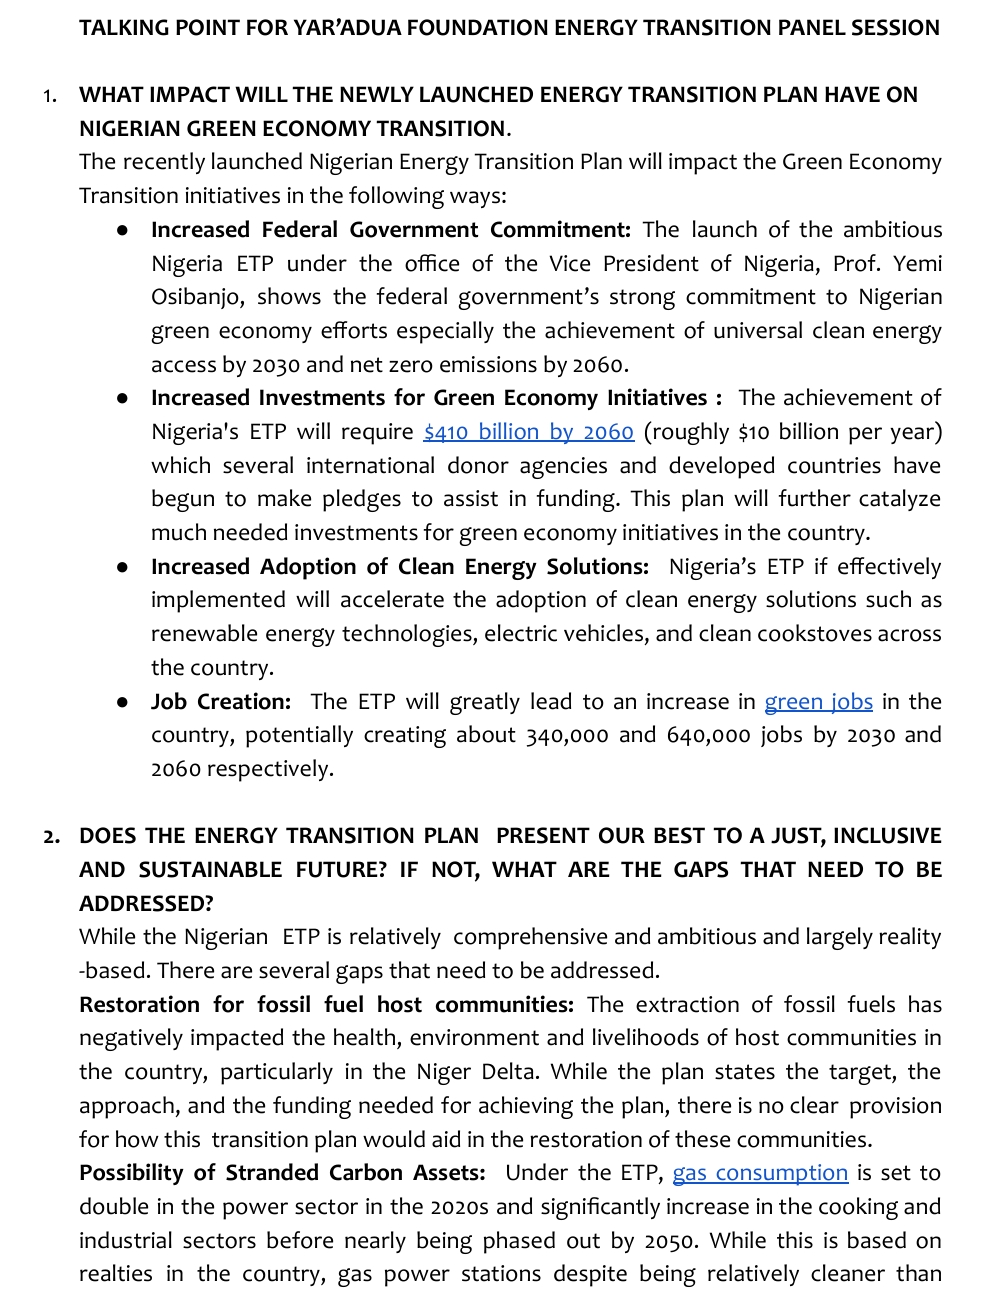 TALKING POINT FOR YAR’ADUA FOUNDATION ENERGY TRANSITION PANEL SESSION
1. WHAT IMPACT WILL THE NEWLY LAUNCHED ENERGY TRANSITION PLAN HAVE ON
NIGERIAN GREEN ECONOMY TRANSITION.
The recently launched Nigerian Energy Transition Plan will impact the Green Economy
Transition initiatives in the following ways:
● Increased Federal Government Commitment: The launch of the ambitious
Nigeria ETP under the office of the Vice President of Nigeria, Prof. Yemi
Osibanjo, shows the federal government’s strong commitment to Nigerian
green economy efforts especially the achievement of universal clean energy
access by 2030 and net zero emissions by 2060.
● Increased Investments for Green Economy Initiatives : The achievement of
Nigeria's ETP will require $410 billion by 2060 (roughly $10 billion per year)
which several international donor agencies and developed countries have
begun to make pledges to assist in funding. This plan will further catalyze
much needed investments for green economy initiatives in the country.
● Increased Adoption of Clean Energy Solutions: Nigeria’s ETP if effectively
implemented will accelerate the adoption of clean energy solutions such as
renewable energy technologies, electric vehicles, and clean cookstoves across
the country.
● Job Creation: The ETP will greatly lead to an increase in green jobs in the
country, potentially creating about 340,000 and 640,000 jobs by 2030 and
2060 respectively.
2. DOES THE ENERGY TRANSITION PLAN PRESENT OUR BEST TO A JUST, INCLUSIVE
AND SUSTAINABLE FUTURE? IF NOT, WHAT ARE THE GAPS THAT NEED TO BE
ADDRESSED?
While the Nigerian ETP is relatively comprehensive and ambitious and largely reality
-based. There are several gaps that need to be addressed.
Restoration for fossil fuel host communities: The extraction of fossil fuels has
negatively impacted the health, environment and livelihoods of host communities in
the country, particularly in the Niger Delta. While the plan states the target, the
approach, and the funding needed for achieving the plan, there is no clear provision
for how this transition plan would aid in the restoration of these communities.
Possibility of Stranded Carbon Assets: Under the ETP, gas consumption is set to
double in the power sector in the 2020s and significantly increase in the cooking and
industrial sectors before nearly being phased out by 2050. While this is based on
realties in the country, gas power stations despite being relatively cleaner than